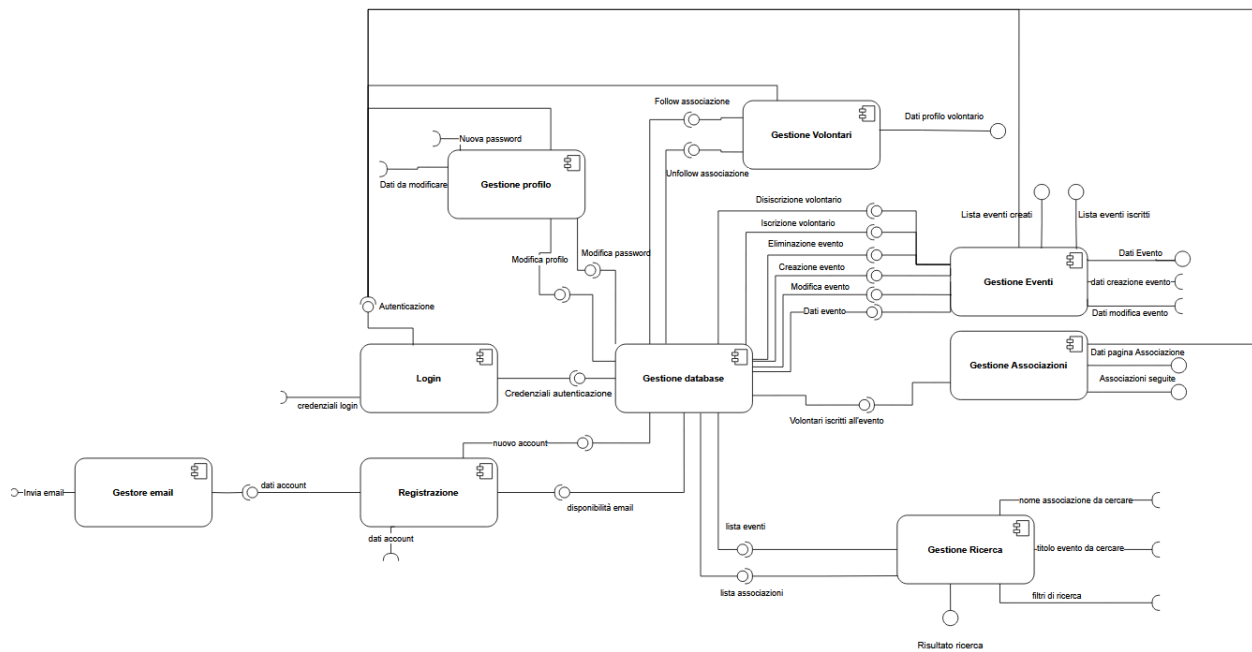 Follow associazione
Gestione Volontari
Dati profilo volontario
Nuova password
Dati da modificare
Gestione profilo
Unfollow associazione
Disiscrizione volontario
Iscrizione volontario
Eliminazione evento
Creazione evento
Modifica evento
Dati evento
Lista eventi creati
Lista eventi iscritti
Gestione Eventi
Dati Evento
dati creazione evento
Dati modifica evento
Modifica password
Modifica profilo
Autenticazione
Login
credenziali login
Credenziali autenticazione
Gestione database
Gestione Associazioni
Dati pagina Associazione
Associazioni seguite
Volontari iscritti all'evento
nuovo account
Invia email
Gestore email
dati account
Registrazione
disponibilità email
dati account
lista eventi
lista associazioni
Gestione Ricerca
nome associazione da cercare
titolo evento da cercare
filtri di ricerca
Risultato ricerca